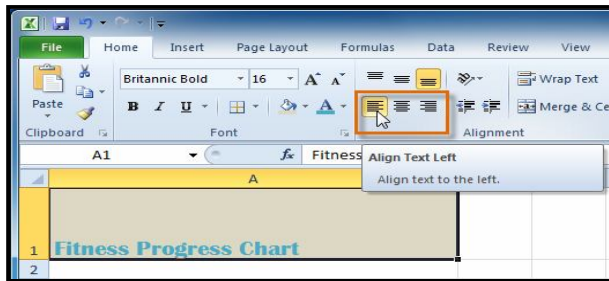 File Home Insert Page Layout Formulas Data Review View
Britannic Bold 16 A A Wrap Text
Paste B I U A Merge & Ce
Clipboard Font Alignment
A1 fx Fitness
Align Text Left
Align text to the left.
A
1 Fitness Progress Chart
2